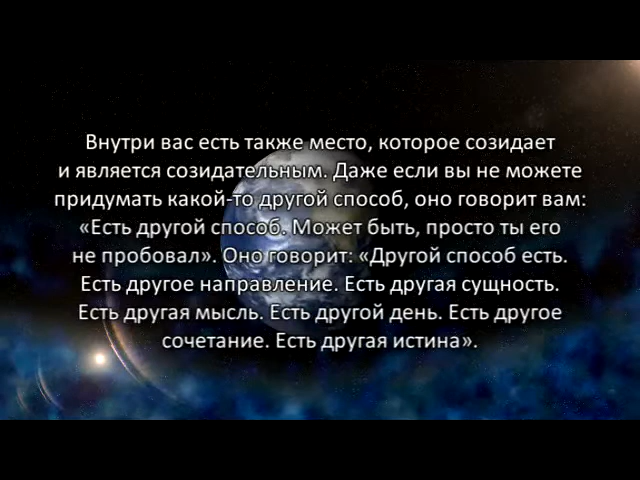 Внутри вас есть также место, которое созидает
и является созидательным. Даже если вы не можете
придумать какой-то другой способ, оно говорит вам:
«Есть другой способ. Может быть, просто ты его
не пробовал». Оно говорит: «Другой способ есть.
Есть другое направление. Есть другая сущность.
Есть другая мысль. Есть другой день. Есть другое
сочетание. Есть другая истина».